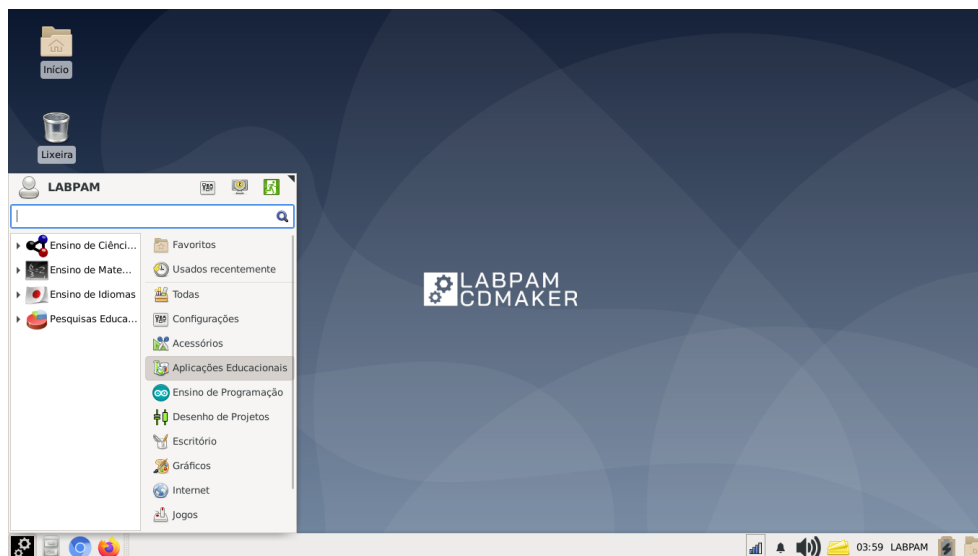 Início
Lixeira
LABPAM
Ensino de Ciênci...
Ensino de Mate...
Ensino de Idiomas
Pesquisas Educa...
Favoritos
Usados recentemente
Todas
Configurações
Acessórios
Aplicações Educacionais
Ensino de Programação
Desenho de Projetos
Escritório
Gráficos
Internet
Jogos
LABPAM
CDMAKER
03:59 LABPAM